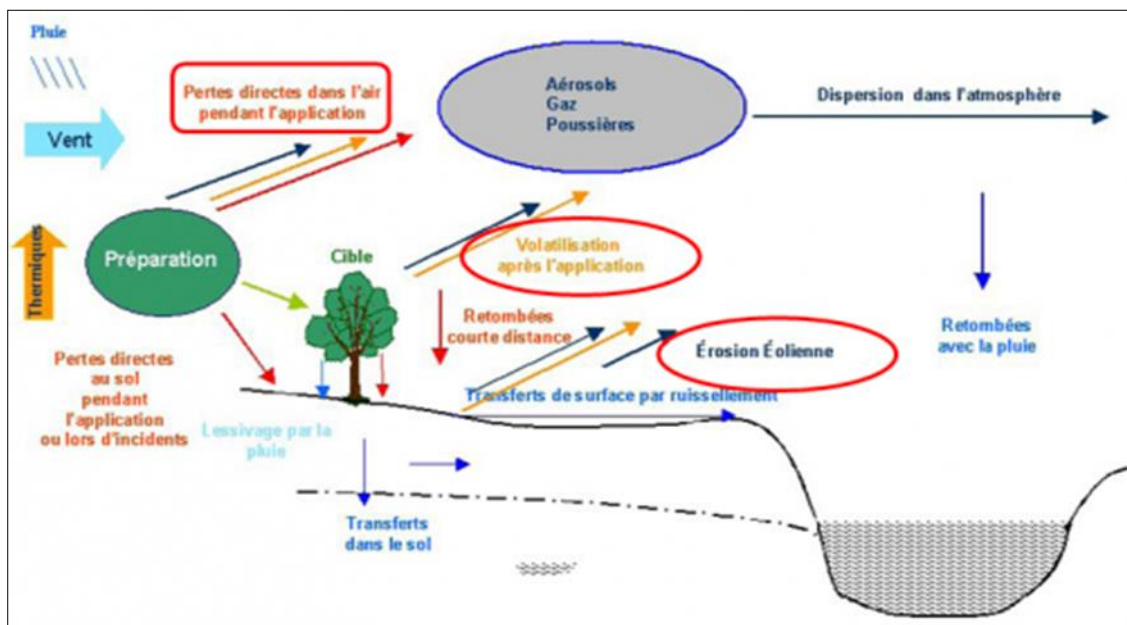 Pluie
Pertes directes dans l'air
pendant l'application
Aérosols
Gaz
Poussières
Dispersion dans l'atmosphère
Vent
Thermiques
Préparation
Cible
Volatilisation
après l'application
Retombées
courte distance
Érosion Éolienne
Retombées
avec la pluie
Pertes directes
au sol
pendant
l'application
ou lors d'incidents
Transferts de surface par ruissellement
Lessivage par la
pluie
Transferts
dans le sol